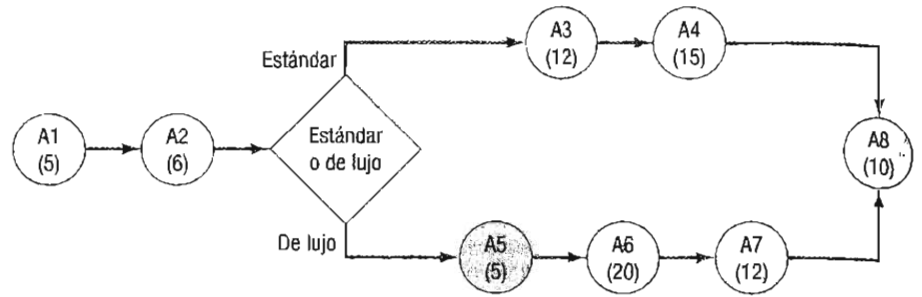 A1
(5)
A2
(6)
Estándar
Estándar
o de lujo
De lujo
A3
(12)
A4
(15)
A5
(5)
A6
(20)
A7
(12)
A8
(10)